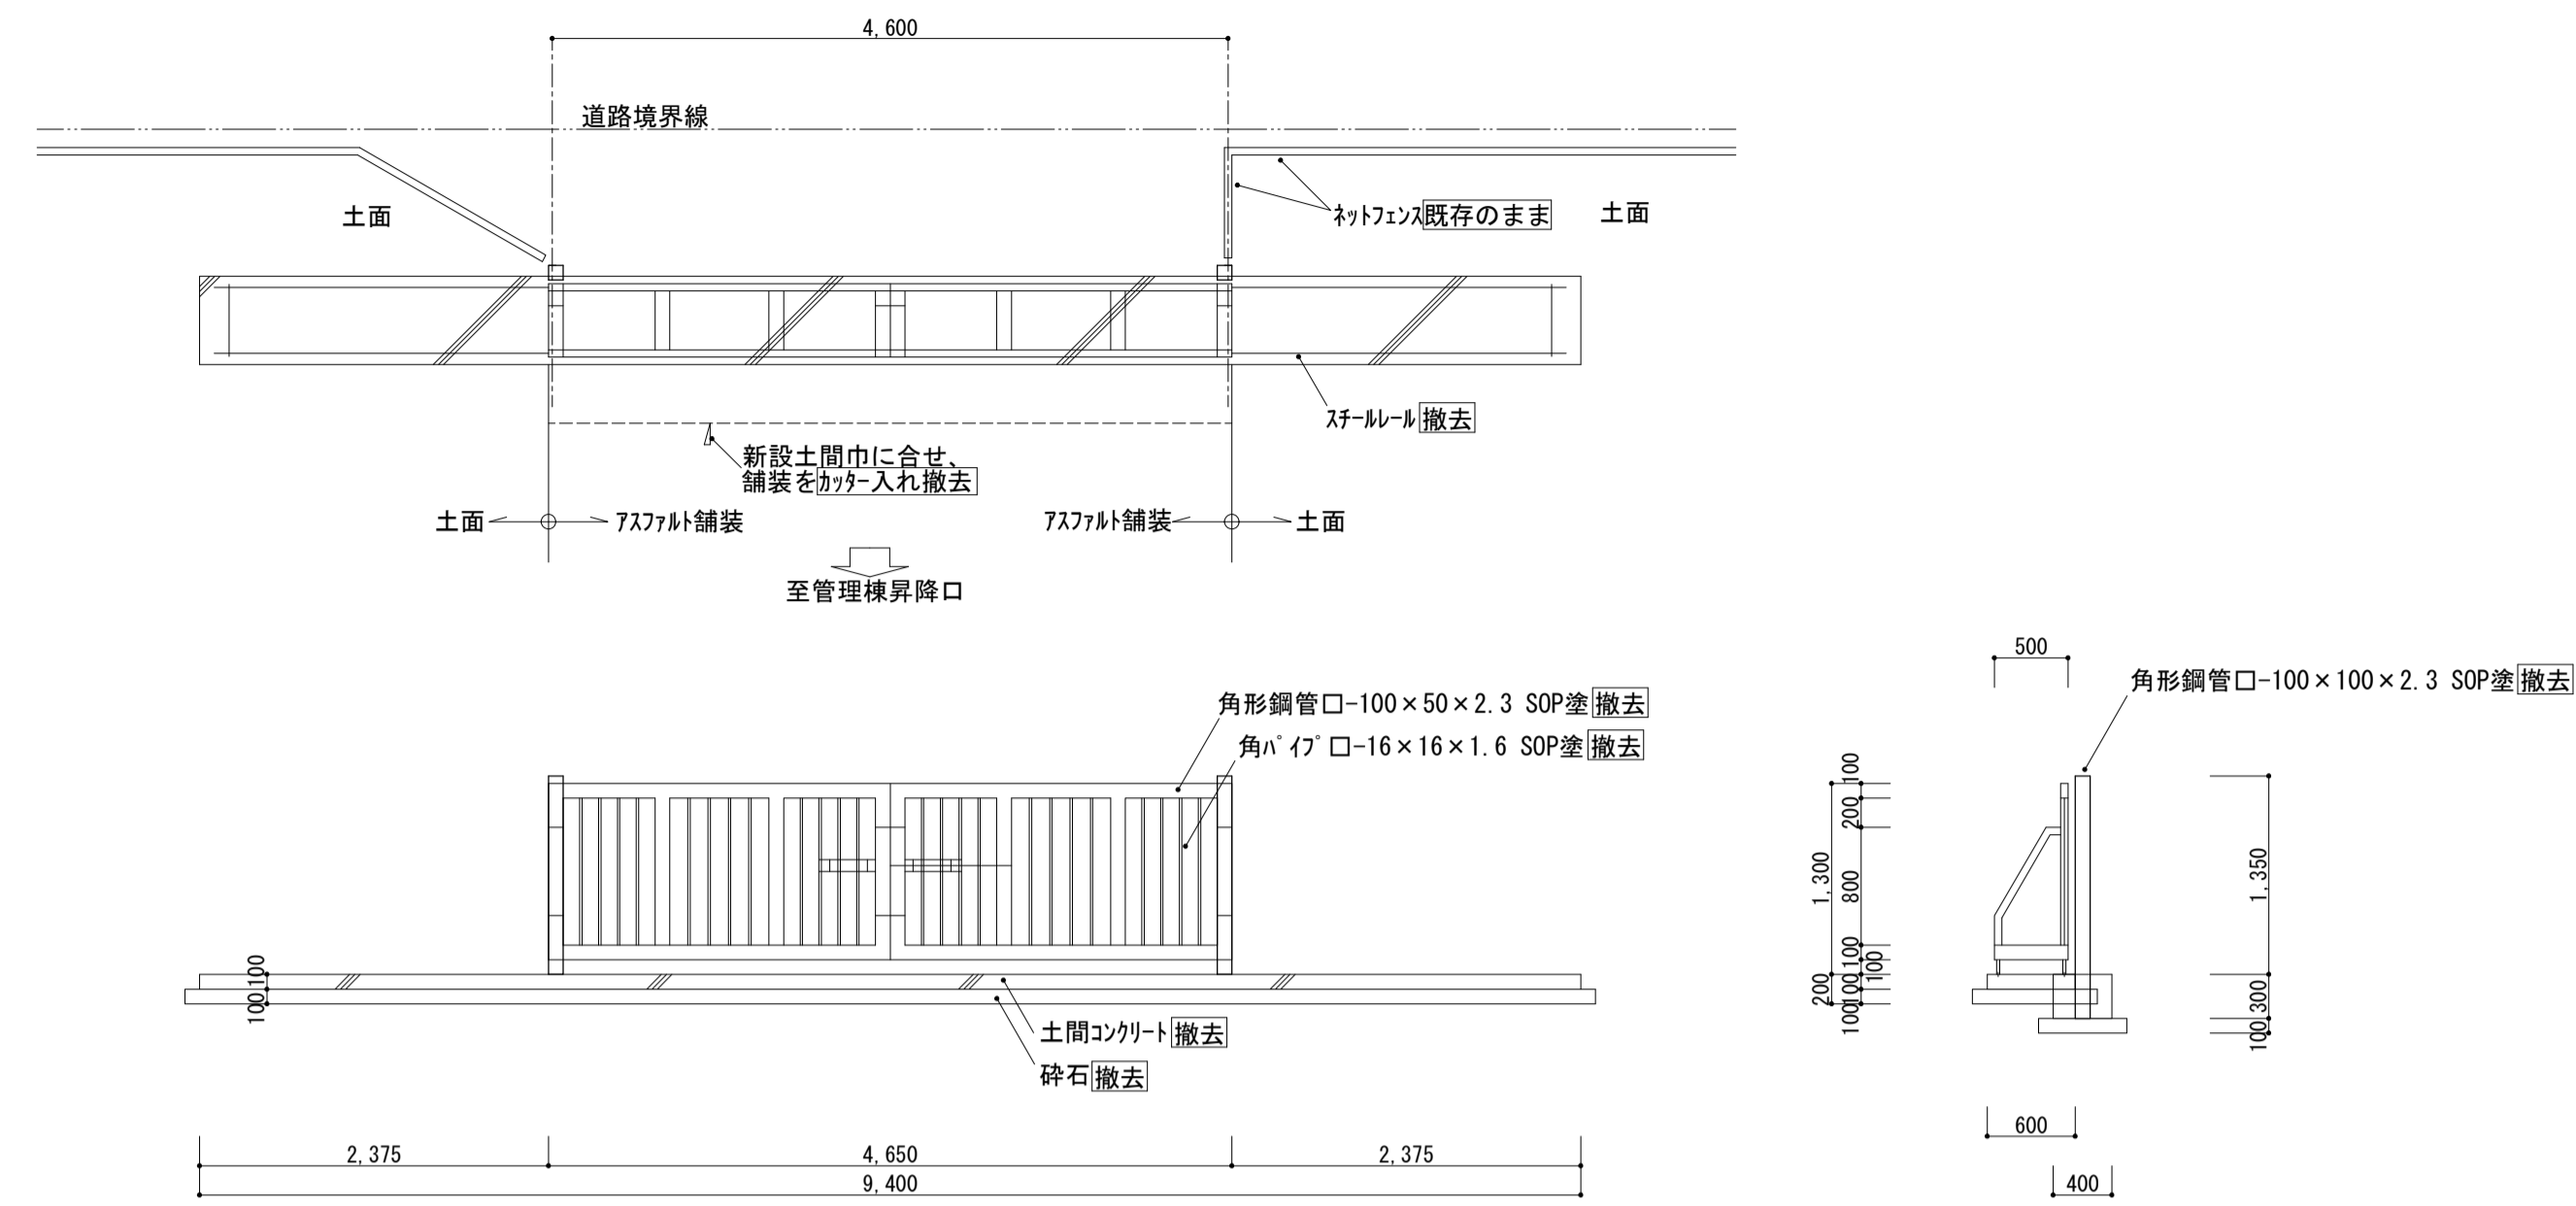 4,600
道路境界線
土面
ネットフェンス既存のまま
土面
スチールレール撤去
新設土間巾に合せ、
舗装をカッター入れ撤去
土面
アスファルト舗装
アスファルト舗装
土面
至管理棟昇降口
角形鋼管口-100×50×2.3 SOP塗撤去
角パイプ口-16×16×1.6 SOP塗撤去
100
100
土間コンクリート撤去
砕石撤去
2,375
4,650
2,375
9,400
500
角形鋼管口-100×100×2.3 SOP塗撤去
100
200
1,300
800
100
100
200
100
100
1,350
300
100
600
400